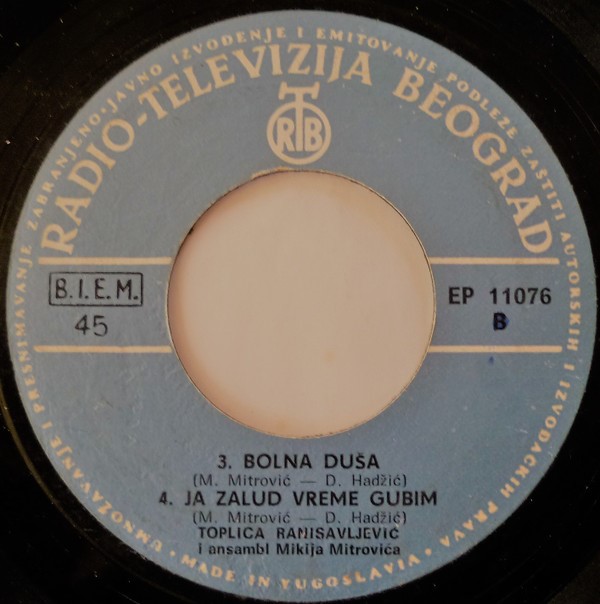 UMNOŽAVANJE I PRESNIMAVANJE ZABRANJENO · JAVNO IZVOĐENJE I EMITOVANJE PODLEŽE ZAŠTITI AUTORSKIH I IZVOĐAČKIH PRAVA ·
RADIO-TELEVIZIJA BEOGRAD
RTB
B.I.E.M.
45
EP 11076
B
3. BOLNA DUŠA
(M. Mitrović — D. Hadžić)
4. JA ZALUD VREME GUBIM
(M. Mitrović — D. Hadžić)
TOPLICA RANISAVLJEVIĆ
i ansambl Mikija Mitrovića
· MADE IN YUGOSLAVIA ·